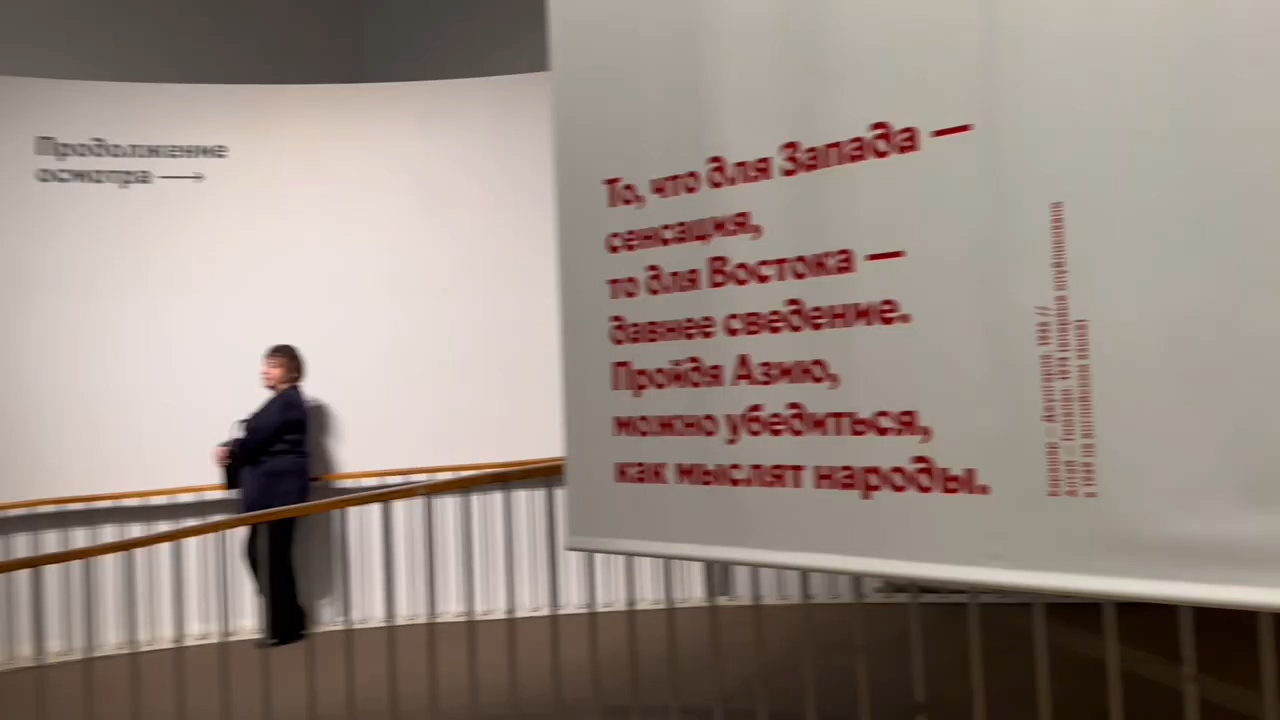 Продолжение
осмотра →
То, что для Запада —
сенсация,
то для Востока —
давнее сведение.
Пройдя Азию,
можно убедиться,
как мыслят народы.